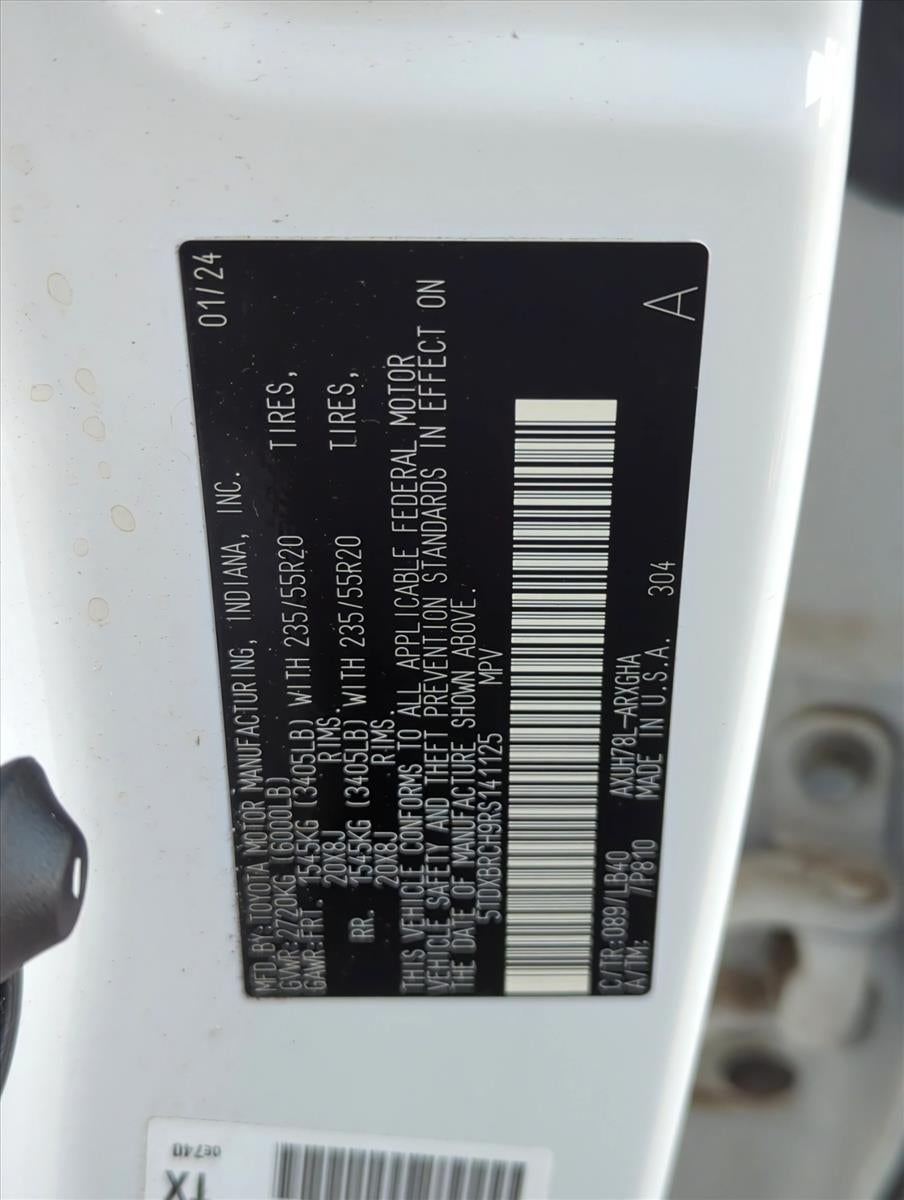 MFD.BY:TOYOTA MOTOR MANUFACTURING, INDIANA, INC. 01/24
GVWR:2720KG (6000LB)
GAWR:FRT. 1545KG (3405LB) WITH 235/55R20 TIRES,
20X8J RIMS.
RR. 1545KG (3405LB) WITH 235/55R20 TIRES,
20X8J RIMS.
THIS VEHICLE CONFORMS TO ALL APPLICABLE FEDERAL MOTOR
VEHICLE SAFETY AND THEFT PREVENTION STANDARDS IN EFFECT ON
THE DATE OF MANUFACTURE SHOWN ABOVE.
5TDXBRCH9RS141125 MPV
C/TR:089/LB40 AXUH78L-ARXGHA
A/TM: /P810 MADE IN U.S.A. 304 A
0E740
TX